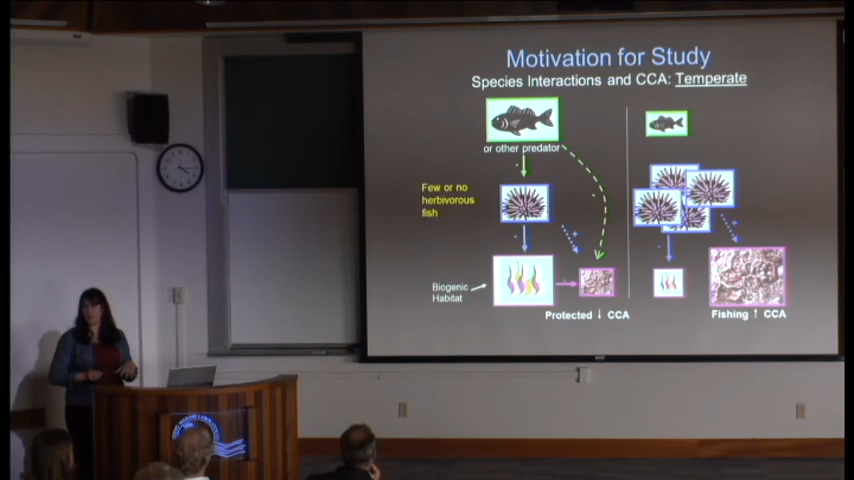 Motivation for Study
Species Interactions and CCA: Temperate
or other predator
Few or no
herbivorous
fish
Biogenic
Habitat
Protected ↓ CCA
Fishing ↑ CCA